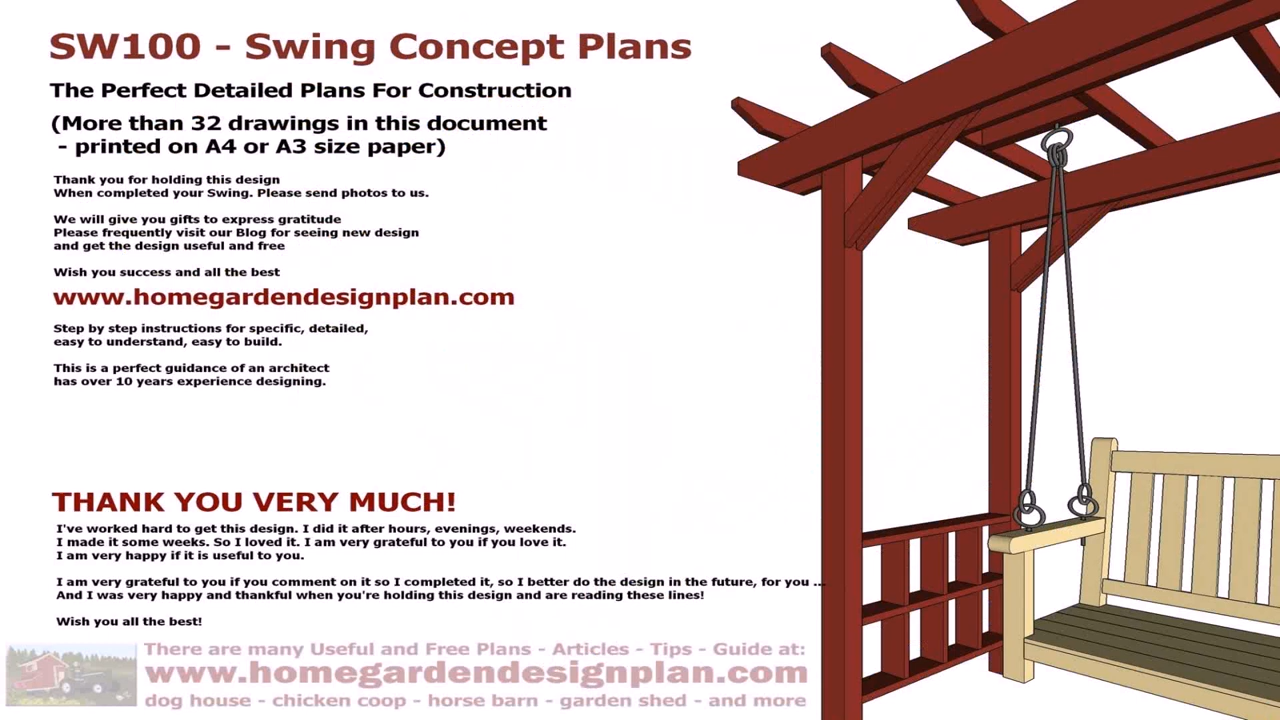 SW100 - Swing Concept Plans
The Perfect Detailed Plans For Construction
(More than 32 drawings in this document
- printed on A4 or A3 size paper)
Thank you for holding this design
When completed your Swing. Please send photos to us.
We will give you gifts to express gratitude
Please frequently visit our Blog for seeing new design
and get the design useful and free
Wish you success and all the best
www.homegardendesignplan.com
Step by step instructions for specific, detailed,
easy to understand, easy to build.
This is a perfect guidance of an architect
has over 10 years experience designing.
THANK YOU VERY MUCH!
I've worked hard to get this design. I did it after hours, evenings, weekends.
I made it some weeks. So I loved it. I am very grateful to you if you love it.
I am very happy if it is useful to you.
I am very grateful to you if you comment on it so I completed it, so I better do the design in the future, for you ...
And I was very happy and thankful when you're holding this design and are reading these lines!
Wish you all the best!
There are many Useful and Free Plans - Articles - Tips - Guide at:
www.homegardendesignplan.com
dog house - chicken coop - horse barn - garden shed - and more